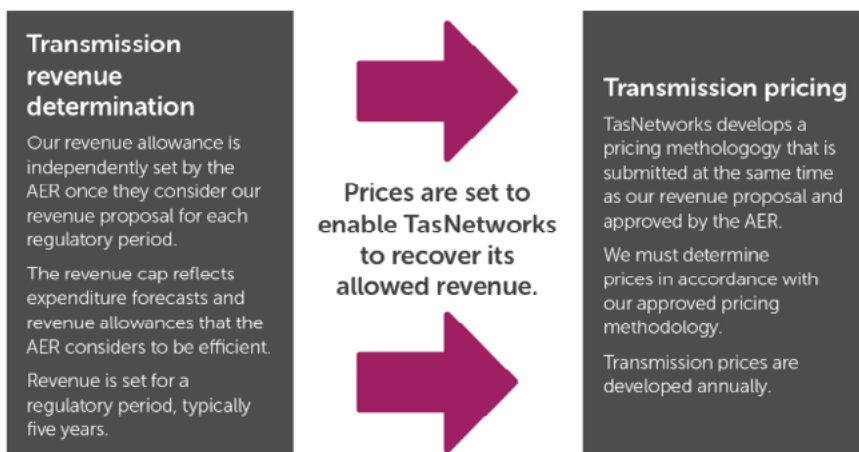 Transmission
revenue
determination
Our revenue allowance is
independently set by the
AER once they consider our
revenue proposal for each
regulatory period.
The revenue cap reflects
expenditure forecasts and
revenue allowances that the
AER considers to be efficient.
Revenue is set for a
regulatory period, typically
five years.
Prices are set to
enable TasNetworks
to recover its
allowed revenue.
Transmission pricing
TasNetworks develops a
pricing methologogy that is
submitted at the same time
as our revenue proposal and
approved by the AER.
We must determine
prices in accordance with
our approved pricing
methodology.
Transmission prices are
developed annually.